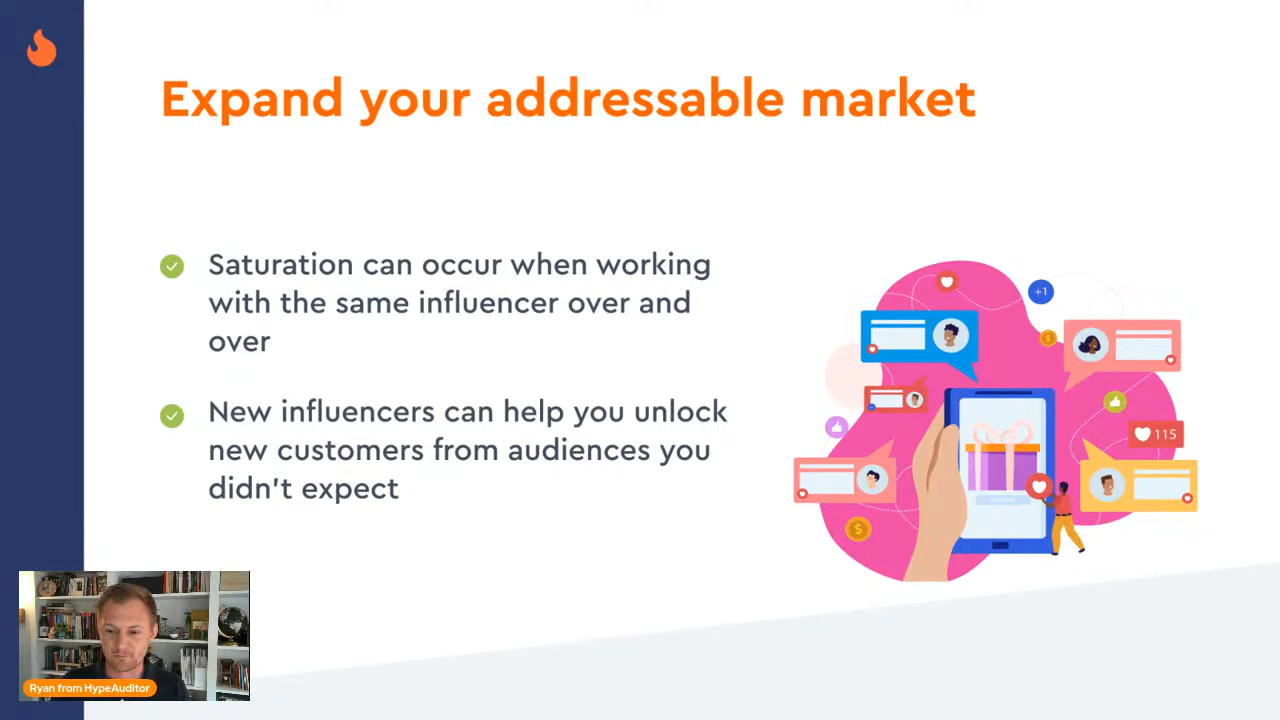 Expand your addressable market
Saturation can occur when working
with the same influencer over and
over
New influencers can help you unlock
new customers from audiences you
didn't expect
+1
$
115
$
Ryan from HypeAuditor